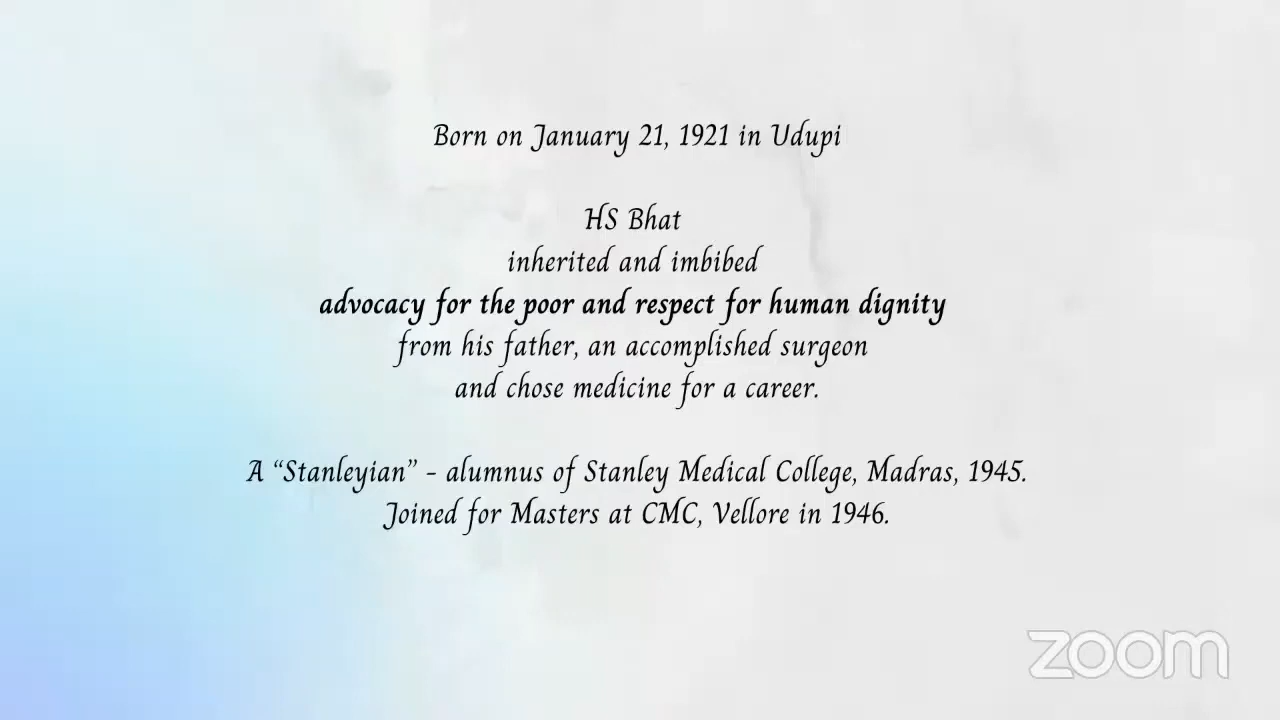 Born on January 21, 1921 in Udupi
HS Bhat
inherited and imbibed
advocacy for the poor and respect for human dignity
from his father, an accomplished surgeon
and chose medicine for a career.
A “Stanleyian” - alumnus of Stanley Medical College, Madras, 1945.
Joined for Masters at CMC, Vellore in 1946.
zoom